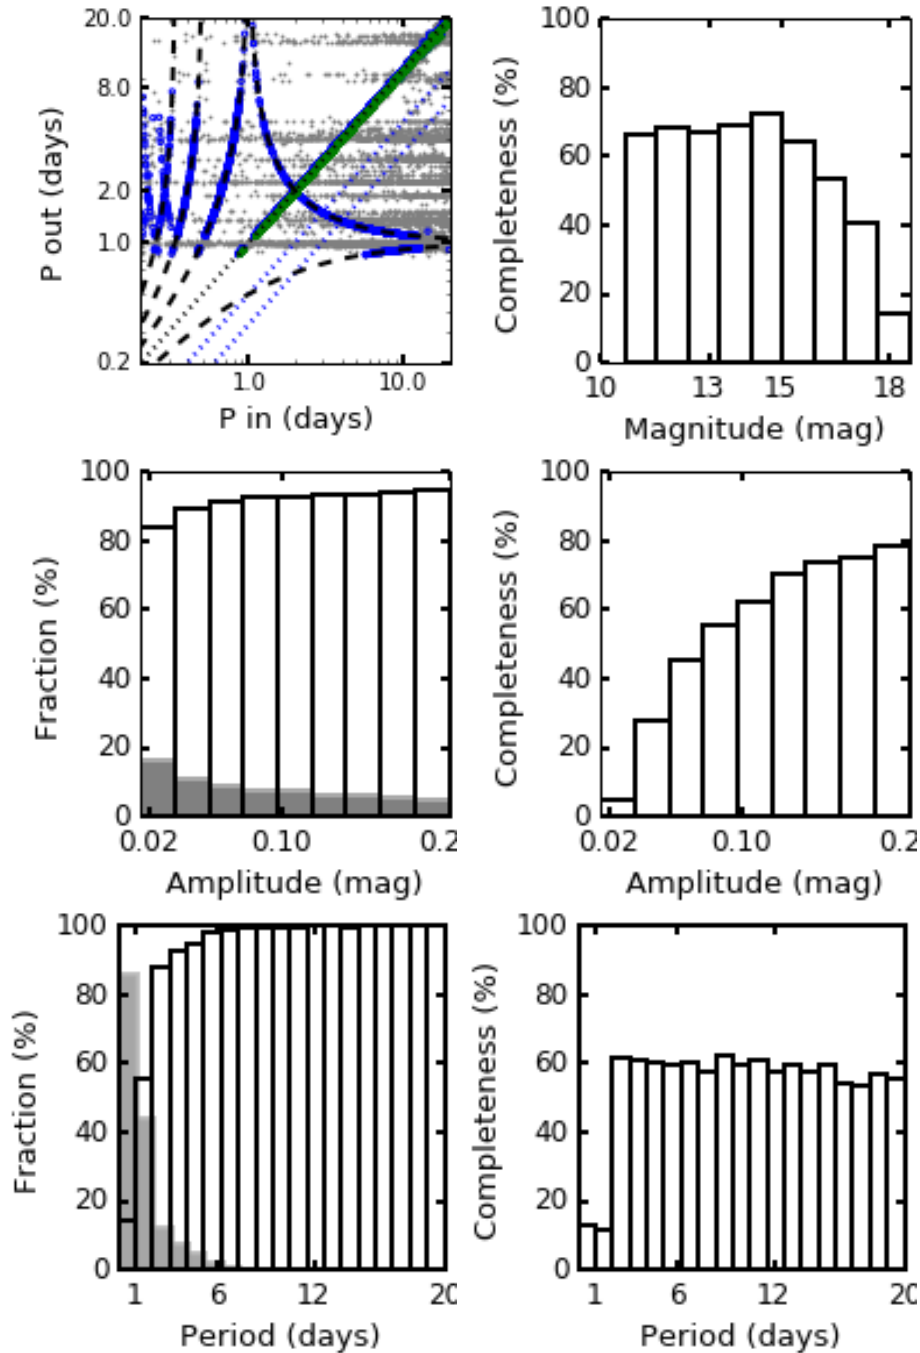 20.0
8.0
2.0
1.0
0.2
P out (days)
1.0 10.0
P in (days)
100
80
60
40
20
0
Completeness (%)
10 13 15 18
Magnitude (mag)
100
80
60
40
20
0
Fraction (%)
0.02 0.10 0.2
Amplitude (mag)
100
80
60
40
20
0
Completeness (%)
0.02 0.10 0.2
Amplitude (mag)
100
80
60
40
20
0
Fraction (%)
1 6 12 20
Period (days)
100
80
60
40
20
0
Completeness (%)
1 6 12 20
Period (days)